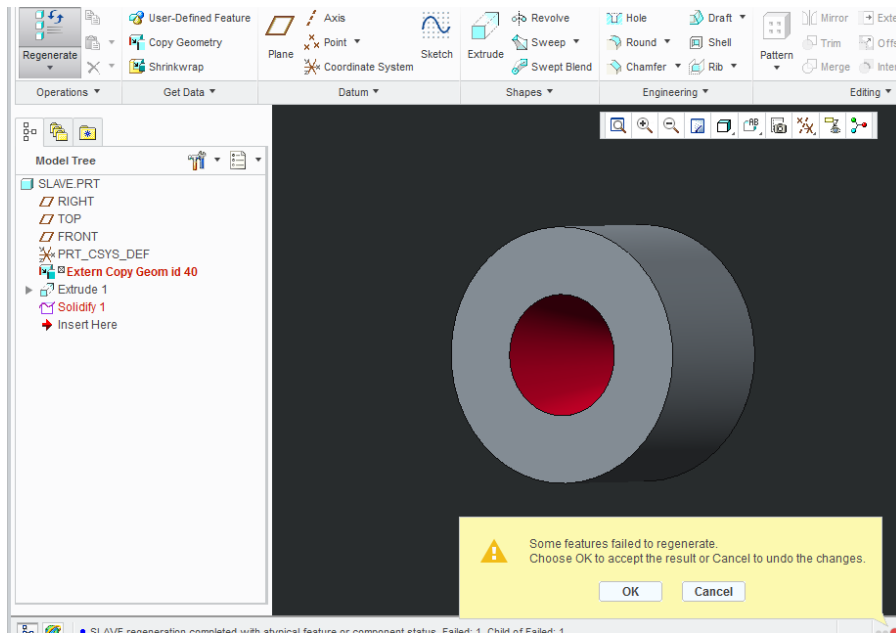 User-Defined Feature
Copy Geometry
Shrinkwrap
Regenerate
Operations
Get Data
Plane
Axis
Point
Coordinate System
Sketch
Datum
Extrude
Revolve
Sweep
Swept Blend
Shapes
Hole
Round
Chamfer
Draft
Shell
Rib
Engineering
Pattern
Mirror
Trim
Merge
Editing
Model Tree
SLAVE.PRT
RIGHT
TOP
FRONT
PRT_CSYS_DEF
Extern Copy Geom id 40
Extrude 1
Solidify 1
Insert Here
Some features failed to regenerate.
Choose OK to accept the result or Cancel to undo the changes.
OK
Cancel
SLAVE regeneration completed with atypical feature or component status. Failed: 1, Child of Failed: 1